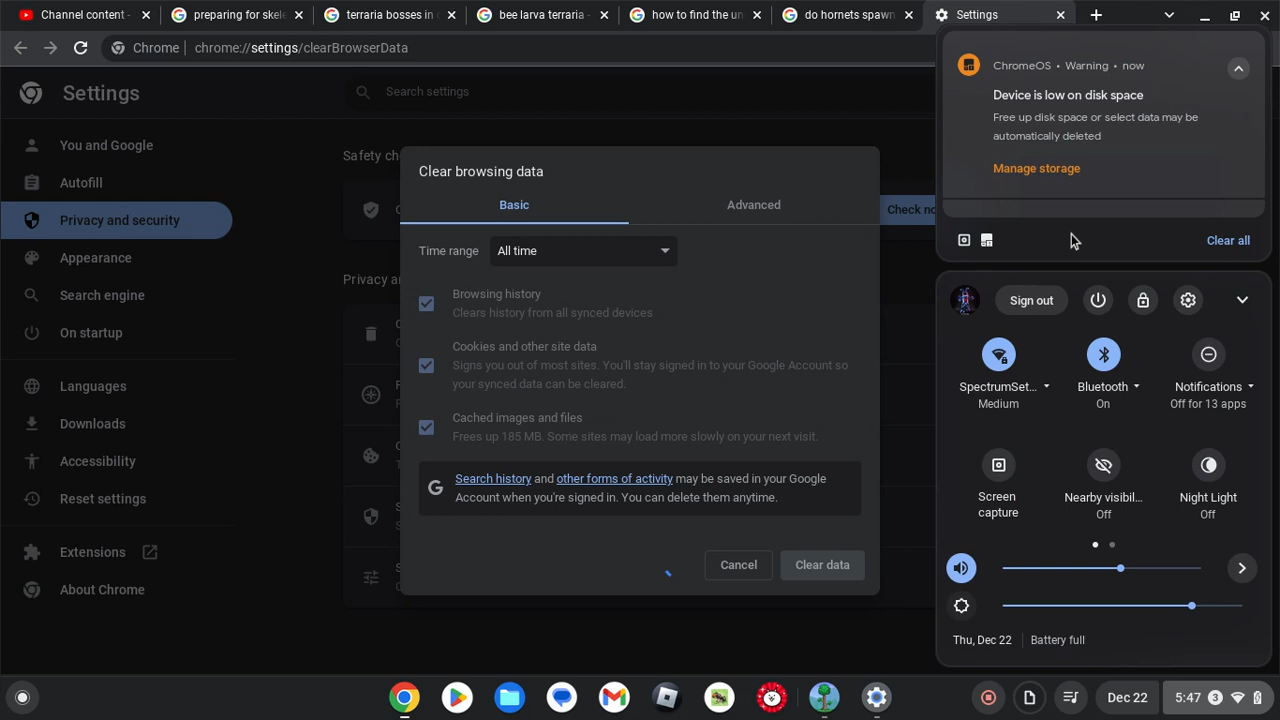 Channel content -
preparing for skele
terraria bosses in o
bee larva terraria -
how to find the un
do hornets spawn
Settings
Chrome
chrome://settings/clearBrowserData
Settings
Search settings
You and Google
Autofill
Privacy and security
Appearance
Search engine
On startup
Languages
Downloads
Accessibility
Reset settings
Extensions
About Chrome
Safety ch
Check no
Privacy an
Clear browsing data
Basic
Advanced
Time range
All time
Browsing history
Clears history from all synced devices
Cookies and other site data
Signs you out of most sites. You'll stay signed in to your Google Account so
your synced data can be cleared.
Cached images and files
Frees up 185 MB. Some sites may load more slowly on your next visit.
Search history and other forms of activity may be saved in your Google
Account when you're signed in. You can delete them anytime.
Cancel
Clear data
ChromeOS • Warning • now
Device is low on disk space
Free up disk space or select data may be
automatically deleted
Manage storage
Clear all
Sign out
SpectrumSet...
Medium
Bluetooth
On
Notifications
Off for 13 apps
Screen
capture
Nearby visibil...
Off
Night Light
Off
Thu, Dec 22
Battery full
Dec 22
5:47
3